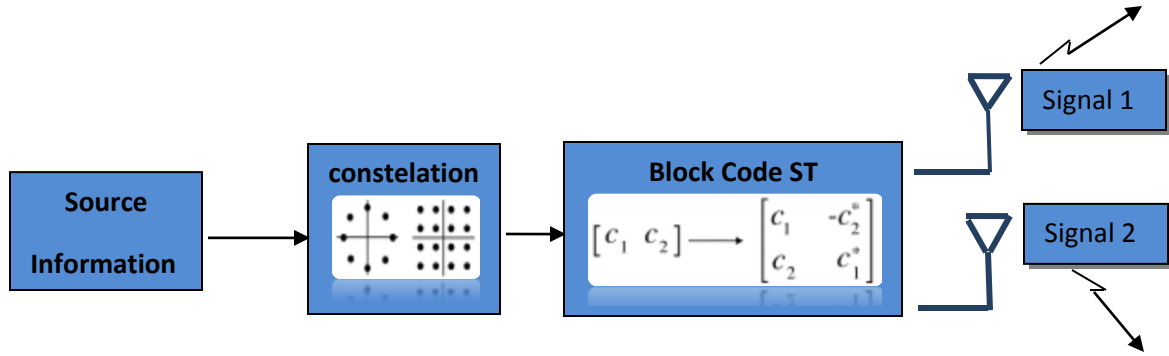 Source
Information
constelation
Block Code ST
[c₁ c₂] ⟶ [c₁ -c₂*
c₂ c₁*]
Signal 1
Signal 2